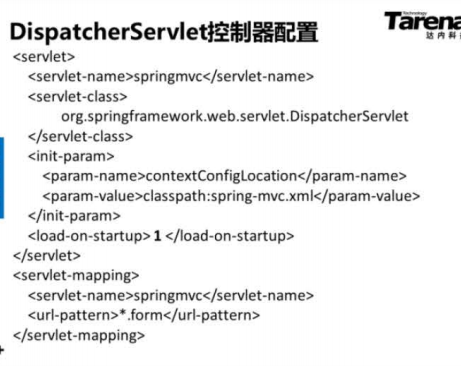 DispatcherServlet控制器配置
Technology
Tarena
达内科
<servlet>
<servlet-name>springmvc</servlet-name>
<servlet-class>
org.springframework.web.servlet.DispatcherServlet
</servlet-class>
<init-param>
<param-name>contextConfigLocation</param-name>
<param-value>classpath:spring-mvc.xml</param-value>
</init-param>
<load-on-startup> 1 </load-on-startup>
</servlet>
<servlet-mapping>
<servlet-name>springmvc</servlet-name>
<url-pattern>*.form</url-pattern>
</servlet-mapping>